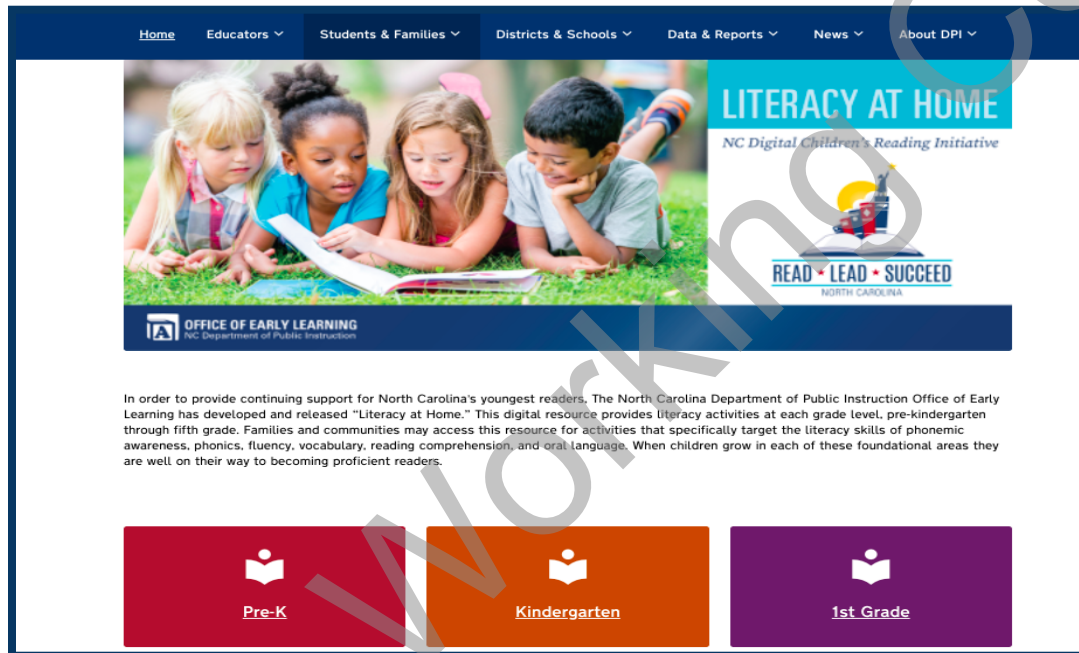 Home Educators Students & Families Districts & Schools Data & Reports News About DPI
LITERACY AT HOME
NC Digital Children's Reading Initiative
READ ★ LEAD ★ SUCCEED
NORTH CAROLINA
A OFFICE OF EARLY LEARNING
NC Department of Public Instruction
In order to provide continuing support for North Carolina's youngest readers, The North Carolina Department of Public Instruction Office of Early
Learning has developed and released “Literacy at Home.” This digital resource provides literacy activities at each grade level, pre-kindergarten
through fifth grade. Families and communities may access this resource for activities that specifically target the literacy skills of phonemic
awareness, phonics, fluency, vocabulary, reading comprehension, and oral language. When children grow in each of these foundational areas they
are well on their way to becoming proficient readers.
Pre-K Kindergarten 1st Grade
Working